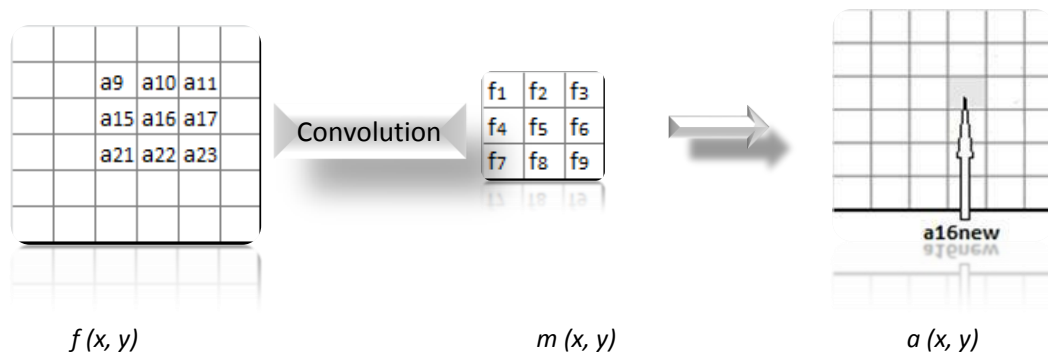 a9 a10 a11
a15 a16 a17
a21 a22 a23
Convolution
f1 f2 f3
f4 f5 f6
f7 f8 f9
a16new
f (x, y)
m (x, y)
a (x, y)